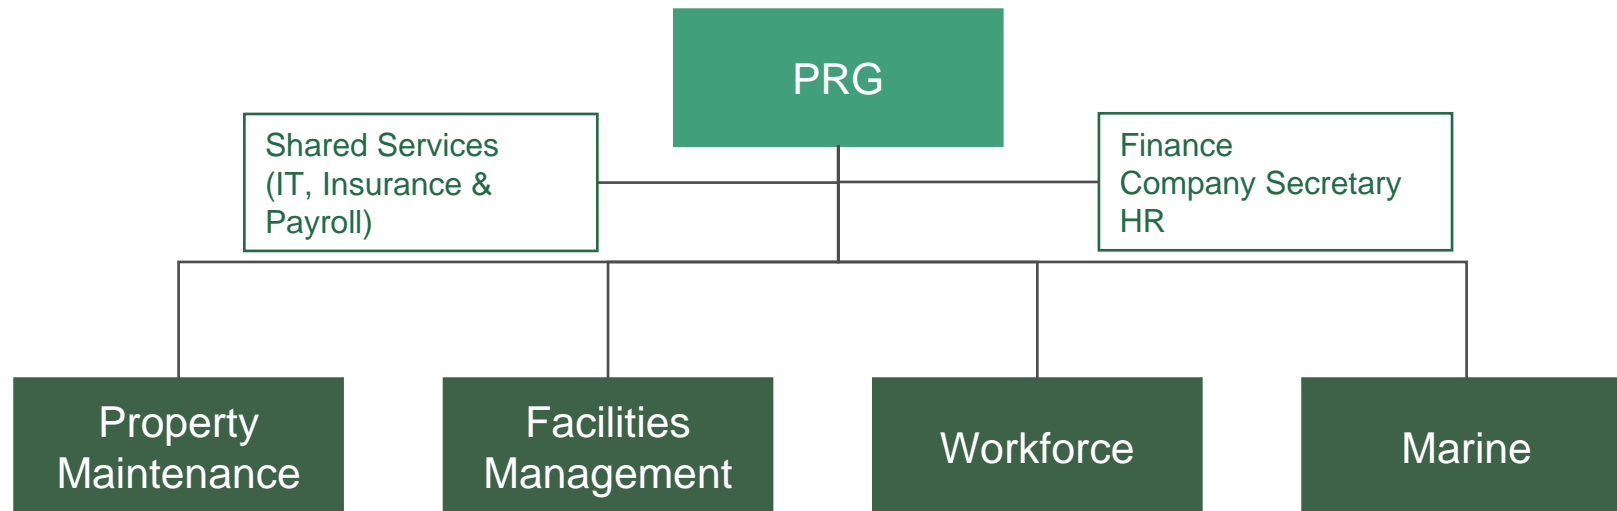 PRG
Shared Services
(IT, Insurance &
Payroll)
Finance
Company Secretary
HR
Property
Maintenance
Facilities
Management
Workforce
Marine